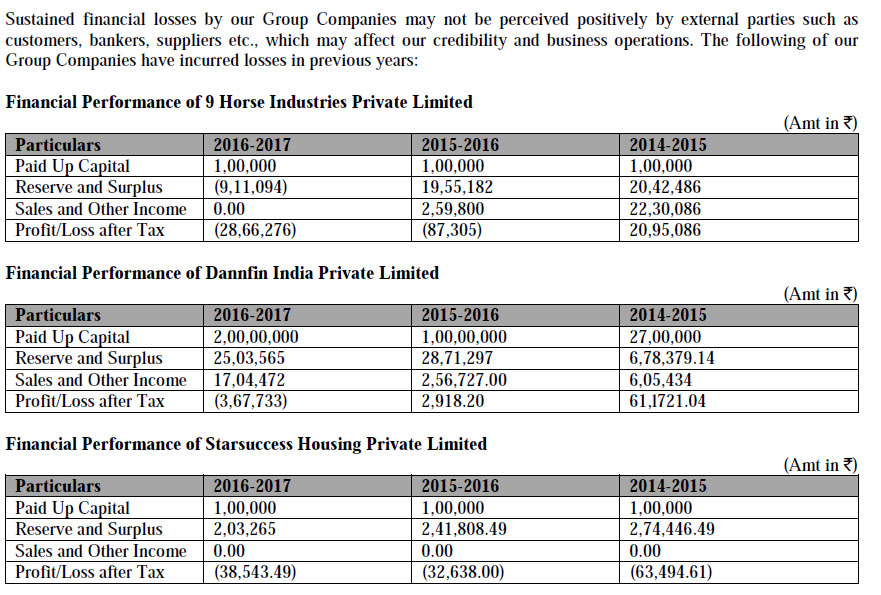 Sustained financial losses by our Group Companies may not be perceived positively by external parties such as
customers, bankers, suppliers etc., which may affect our credibility and business operations. The following of our
Group Companies have incurred losses in previous years:
Financial Performance of 9 Horse Industries Private Limited
(Amt in ₹)
Particulars 2016-2017 2015-2016 2014-2015
Paid Up Capital 1,00,000 1,00,000 1,00,000
Reserve and Surplus (9,11,094) 19,55,182 20,42,486
Sales and Other Income 0.00 2,59,800 22,30,086
Profit/Loss after Tax (28,66,276) (87,305) 20,95,086
Financial Performance of Dannfin India Private Limited
(Amt in ₹)
Particulars 2016-2017 2015-2016 2014-2015
Paid Up Capital 2,00,00,000 1,00,00,000 27,00,000
Reserve and Surplus 25,03,565 28,71,297 6,78,379.14
Sales and Other Income 17,04,472 2,56,727.00 6,05,434
Profit/Loss after Tax (3,67,733) 2,918.20 61,1721.04
Financial Performance of Starsuccess Housing Private Limited
(Amt in ₹)
Particulars 2016-2017 2015-2016 2014-2015
Paid Up Capital 1,00,000 1,00,000 1,00,000
Reserve and Surplus 2,03,265 2,41,808.49 2,74,446.49
Sales and Other Income 0.00 0.00 0.00
Profit/Loss after Tax (38,543.49) (32,638.00) (63,494.61)